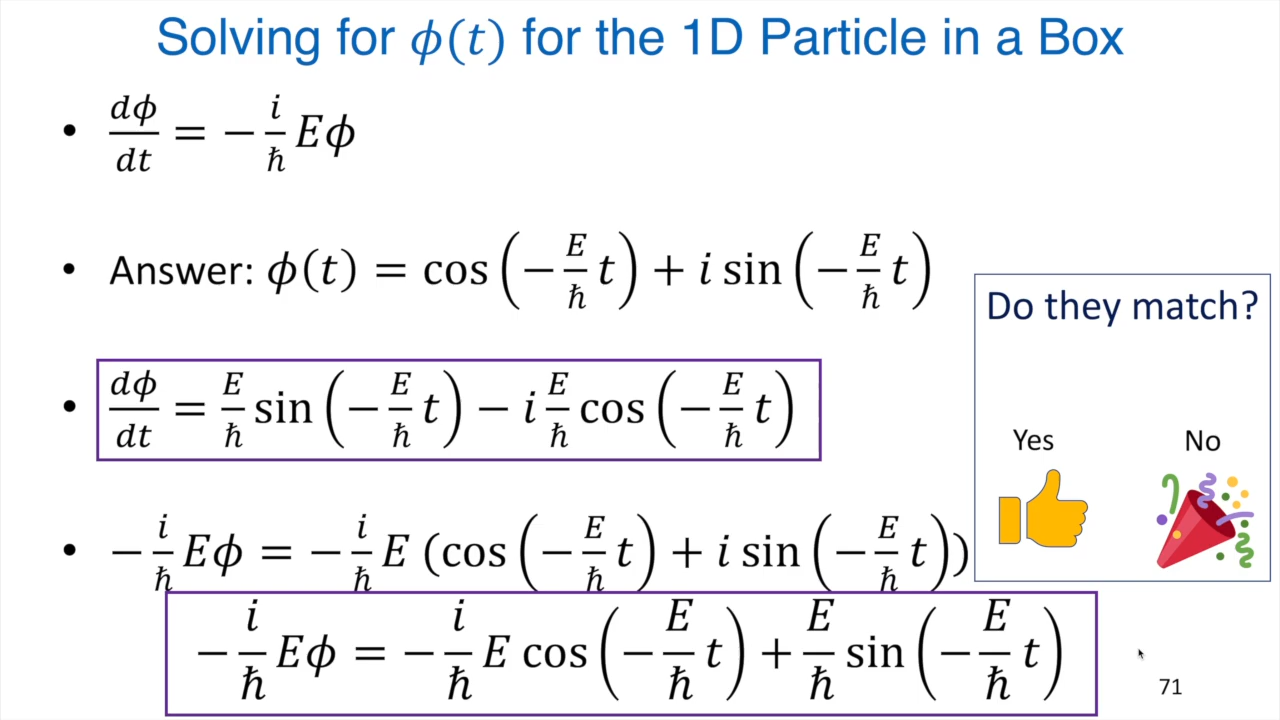 Solving for ϕ(t) for the 1D Particle in a Box
• dϕ/dt = −i/ħ Eϕ
• Answer: ϕ(t) = cos(−E/ħ t) + i sin(−E/ħ t)
• dϕ/dt = E/ħ sin(−E/ħ t) − i E/ħ cos(−E/ħ t)
• −i/ħ Eϕ = −i/ħ E (cos(−E/ħ t) + i sin(−E/ħ t))
−i/ħ Eϕ = −i/ħ E cos(−E/ħ t) + E/ħ sin(−E/ħ t)
Do they match?
Yes No
71